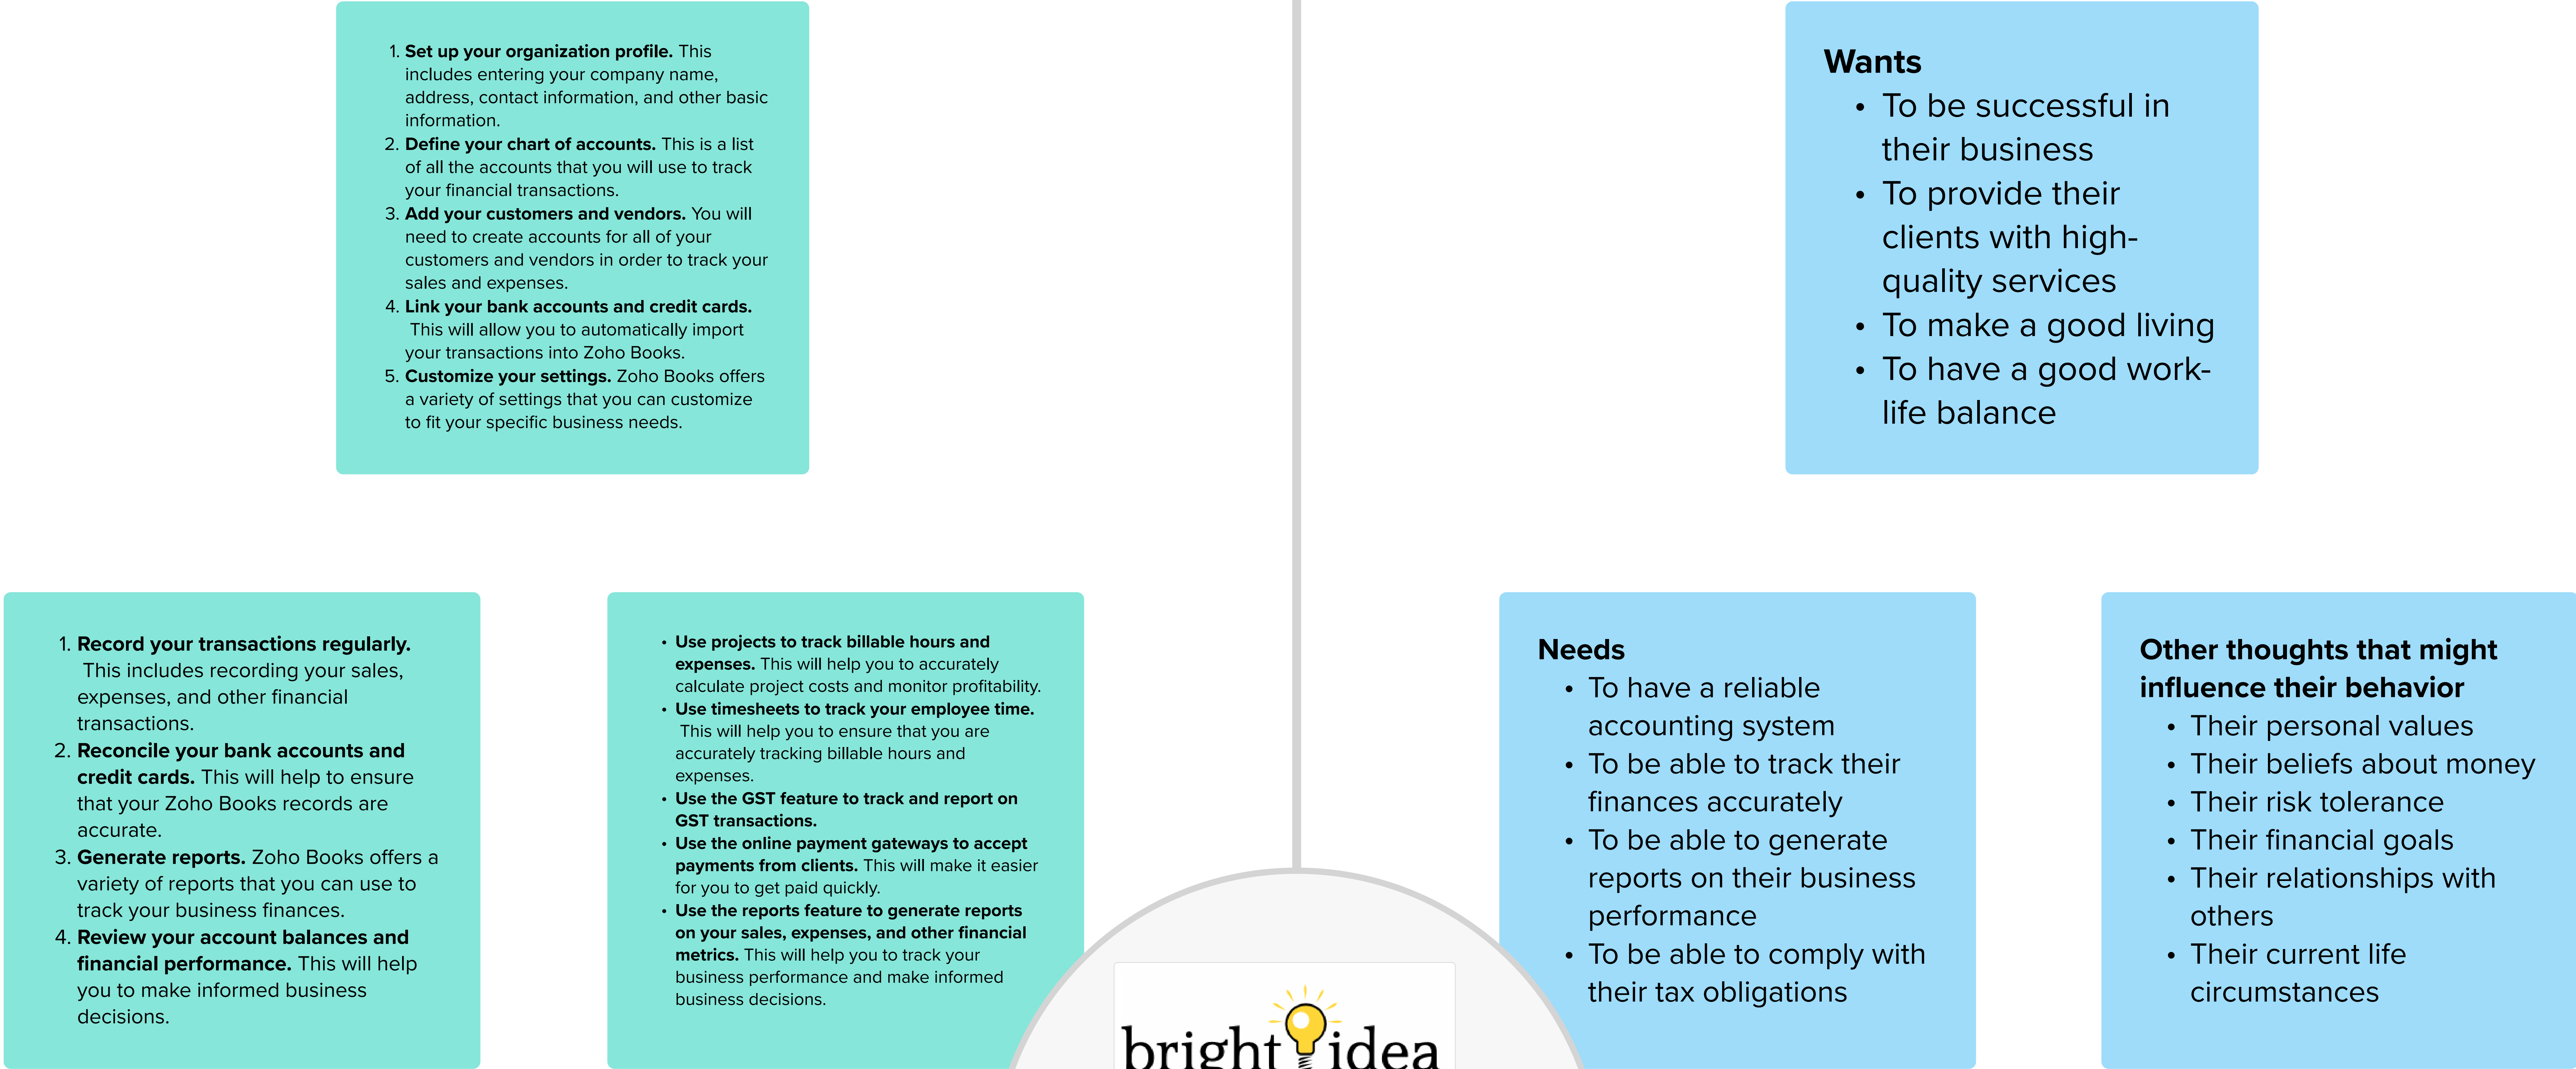 1. Set up your organization profile. This
includes entering your company name,
address, contact information, and other basic
information.
2. Define your chart of accounts. This is a list
of all the accounts that you will use to track
your financial transactions.
3. Add your customers and vendors. You will
need to create accounts for all of your
customers and vendors in order to track your
sales and expenses.
4. Link your bank accounts and credit cards.
This will allow you to automatically import
your transactions into Zoho Books.
5. Customize your settings. Zoho Books offers
a variety of settings that you can customize
to fit your specific business needs.
Wants
• To be successful in
their business
• To provide their
clients with high-
quality services
• To make a good living
• To have a good work-
life balance
1. Record your transactions regularly.
This includes recording your sales,
expenses, and other financial
transactions.
2. Reconcile your bank accounts and
credit cards. This will help to ensure
that your Zoho Books records are
accurate.
3. Generate reports. Zoho Books offers a
variety of reports that you can use to
track your business finances.
4. Review your account balances and
financial performance. This will help
you to make informed business
decisions.
• Use projects to track billable hours and
expenses. This will help you to accurately
calculate project costs and monitor profitability.
• Use timesheets to track your employee time.
This will help you to ensure that you are
accurately tracking billable hours and
expenses.
• Use the GST feature to track and report on
GST transactions.
• Use the online payment gateways to accept
payments from clients. This will make it easier
for you to get paid quickly.
• Use the reports feature to generate reports
on your sales, expenses, and other financial
metrics. This will help you to track your
business performance and make informed
business decisions.
Needs
• To have a reliable
accounting system
• To be able to track their
finances accurately
• To be able to generate
reports on their business
performance
• To be able to comply with
their tax obligations
Other thoughts that might
influence their behavior
• Their personal values
• Their beliefs about money
• Their risk tolerance
• Their financial goals
• Their relationships with
others
• Their current life
circumstances
bright idea